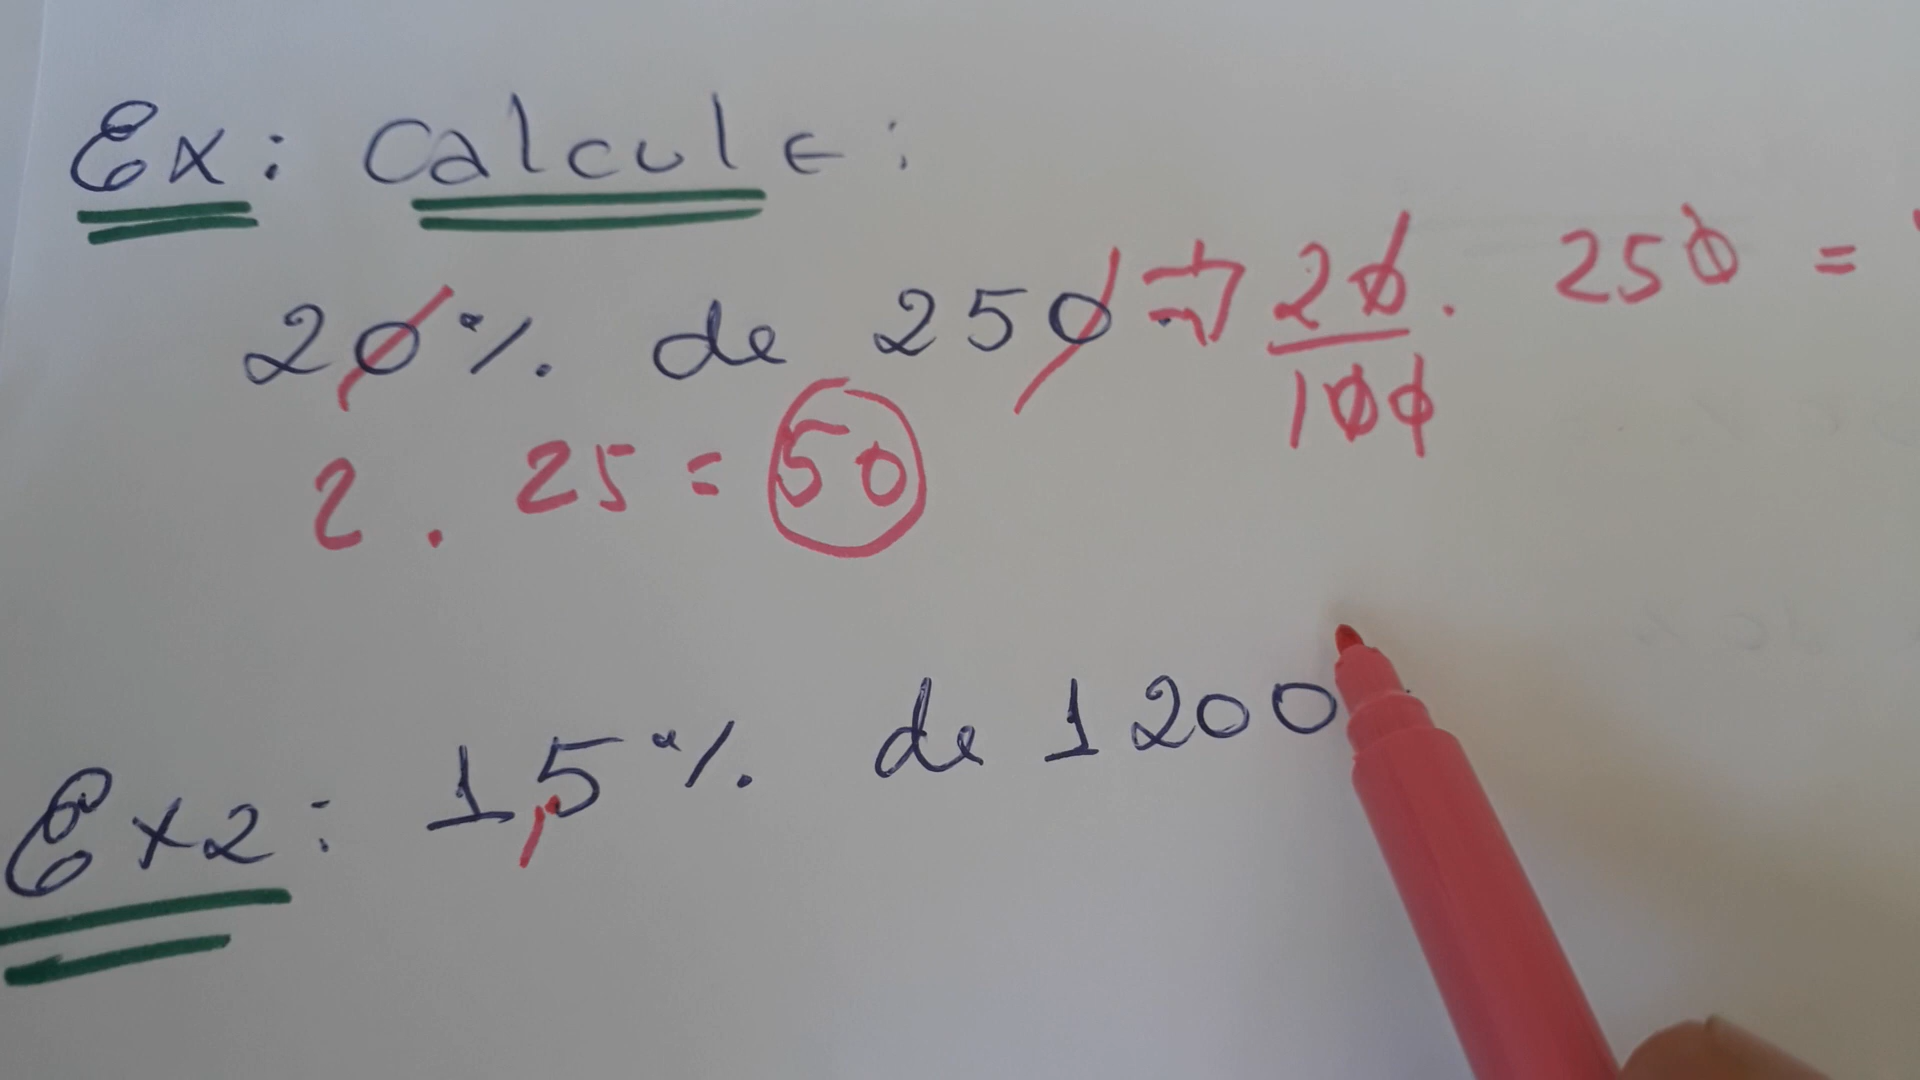 Ex: Calcule:
20% de 250 ⇒ 20/100 . 250 =
2 . 25 = 50
Ex2: 1,5% de 1200